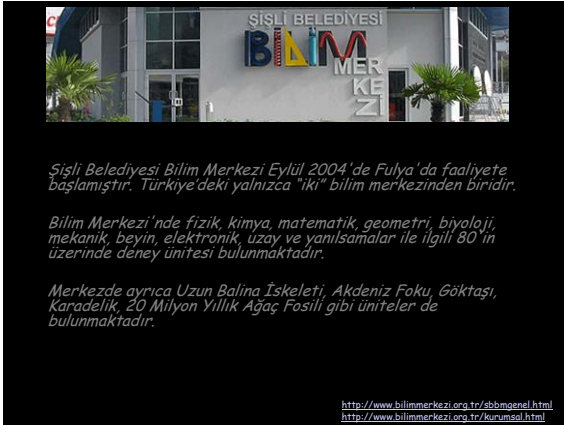 ŞİŞLİ BELEDİYESİ
BİLİM
MER
KE
Zİ
Şişli Belediyesi Bilim Merkezi Eylül 2004'de Fulya'da faaliyete
başlamıştır. Türkiye'deki yalnızca “iki” bilim merkezinden biridir.
Bilim Merkezi'nde fizik, kimya, matematik, geometri, biyoloji,
mekanik, beyin, elektronik, uzay ve yanılsamalar ile ilgili 80'in
üzerinde deney ünitesi bulunmaktadır.
Merkezde ayrıca Uzun Balina İskeleti, Akdeniz Foku, Göktaşı,
Karadelik, 20 Milyon Yıllık Ağaç Fosili gibi üniteler de
bulunmaktadır.
http://www.bilimmerkezi.org.tr/sbbmgenel.html
http://www.bilimmerkezi.org.tr/kurumsal.html